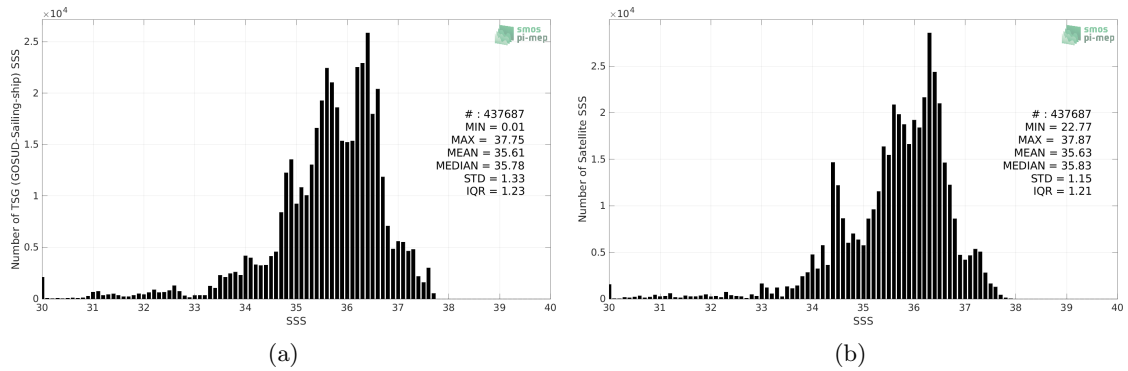 ×10⁴
smos
pi-mep
Number of TSG (GOSUD-Sailing-ship) SSS
2.5
2
1.5
1
0.5
0
# : 437687
MIN = 0.01
MAX = 37.75
MEAN = 35.61
MEDIAN = 35.78
STD = 1.33
IQR = 1.23
30 31 32 33 34 35 36 37 38 39 40
SSS
(a)
×10⁴
smos
pi-mep
Number of Satellite SSS
2.5
2
1.5
1
0.5
0
# : 437687
MIN = 22.77
MAX = 37.87
MEAN = 35.63
MEDIAN = 35.83
STD = 1.15
IQR = 1.21
30 31 32 33 34 35 36 37 38 39 40
SSS
(b)